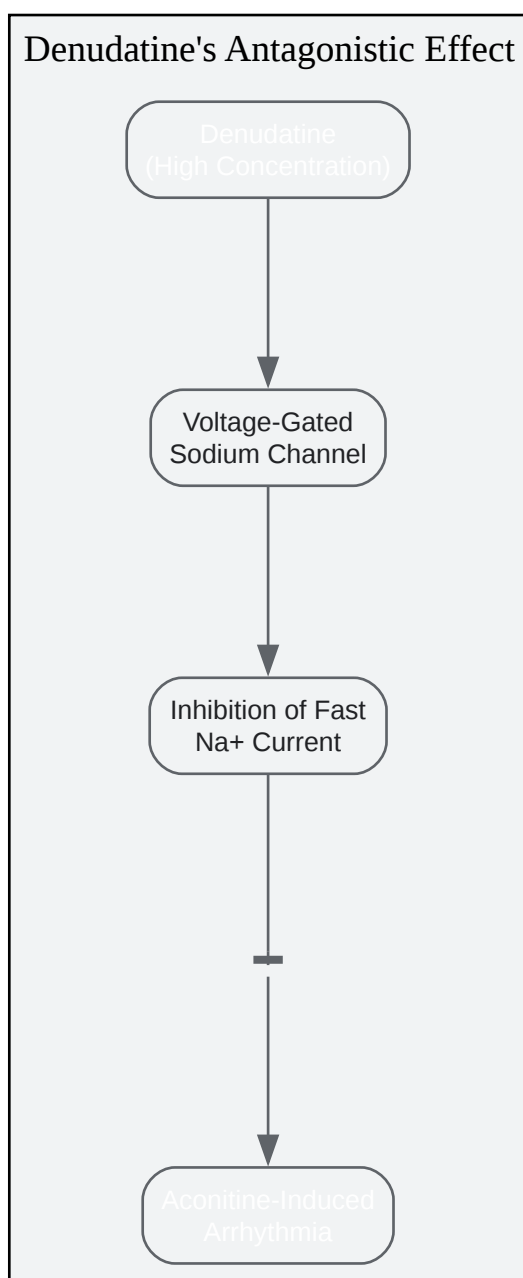 Denudatine's Antagonistic Effect
Denudatine
(High Concentration)
Voltage-Gated
Sodium Channel
Inhibition of Fast
Na+ Current
Aconitine-Induced
Arrhythmia